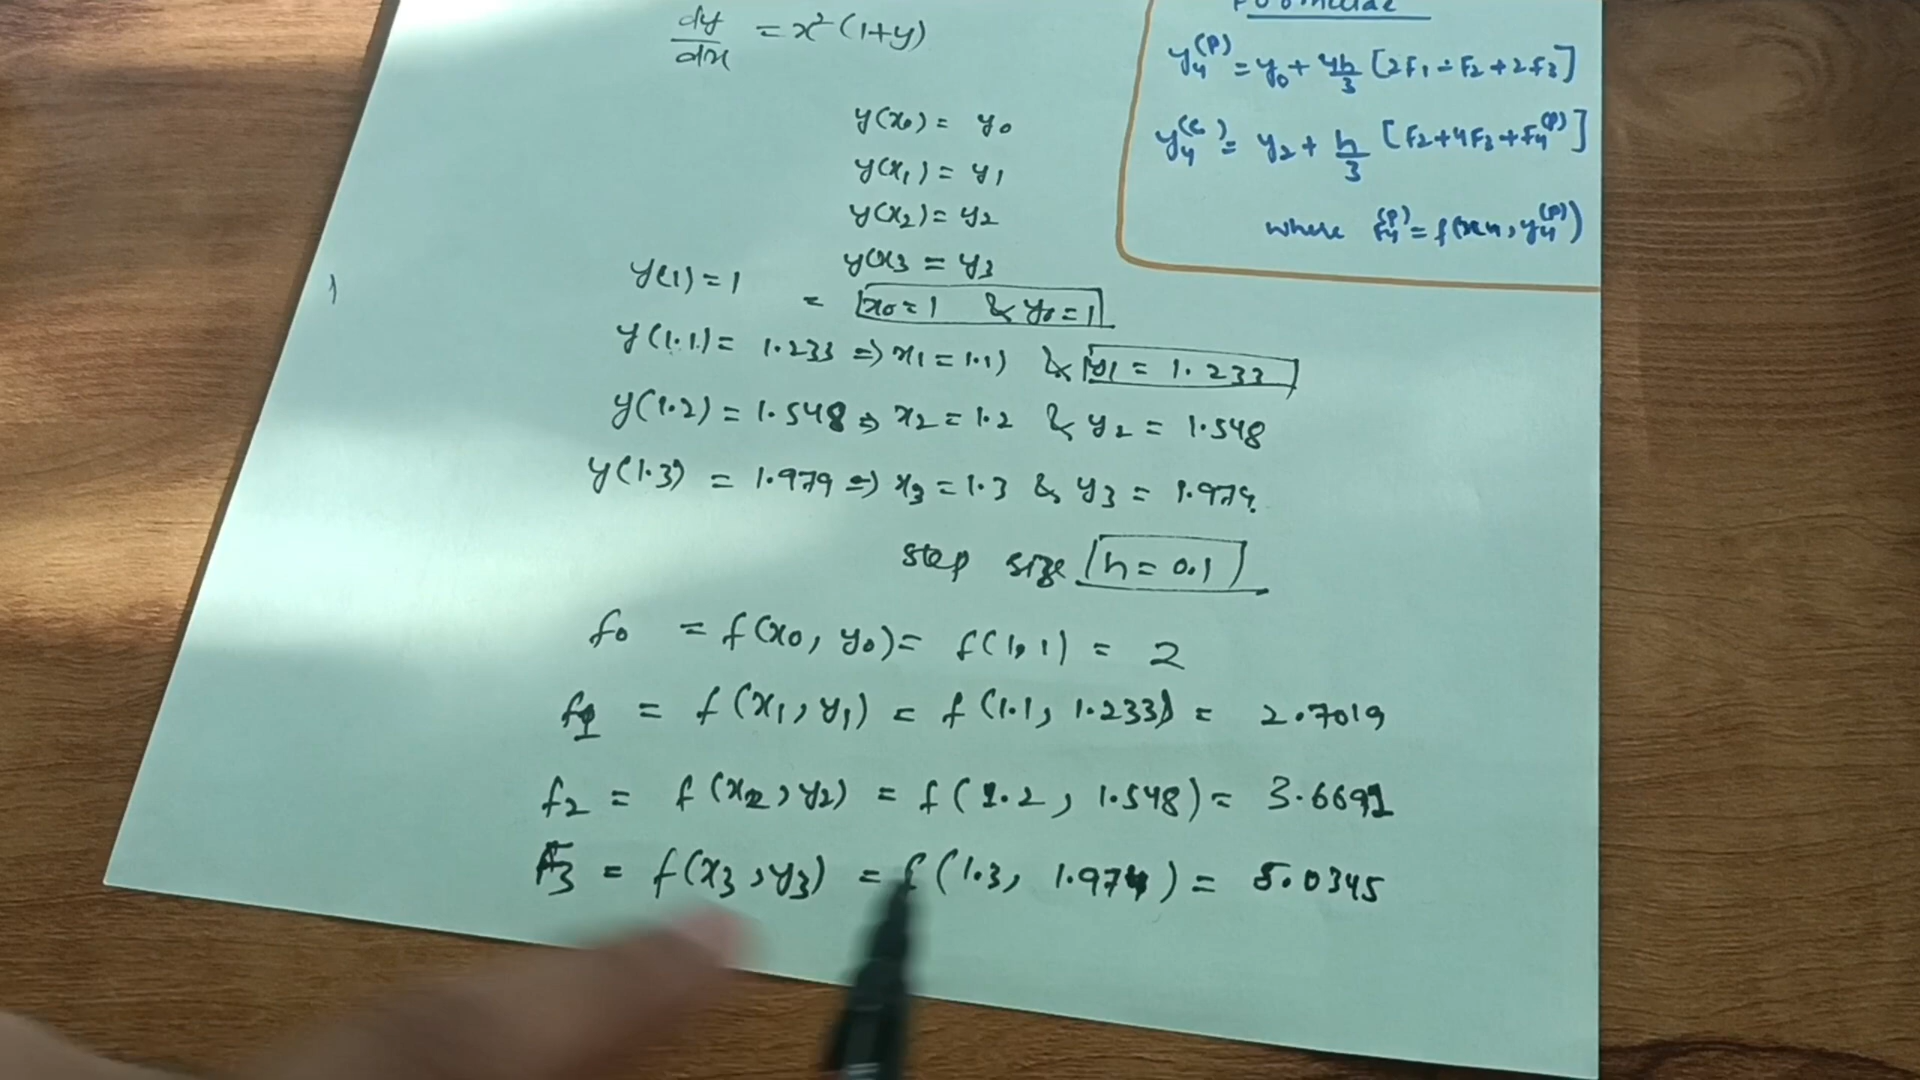 dy/dx = x² (1+y)
y₄⁽ᴾ⁾ = y₀ + 4h/3 [2F₁ - F₂ + 2F₃]
y₄⁽ᶜ⁾ = y₂ + h/3 [F₂+4F₃+F₄⁽ᴾ⁾]
where F₄⁽ᴾ⁾ = f(x₄, y₄⁽ᴾ⁾)
y(x₀) = y₀
y(x₁) = y₁
y(x₂) = y₂
y(x₃ = y₃
y(1) = 1 = x₀ = 1 & y₀ = 1
y(1.1) = 1.233 ⇒ x₁ = 1.1) & y₁ = 1.233
y(1.2) = 1.548 ⇒ x₂ = 1.2 & y₂ = 1.548
y(1.3) = 1.979 ⇒ x₃ = 1.3 & y₃ = 1.979.
step size h = 0.1
f₀ = f(x₀, y₀) = f(1, 1) = 2
f₁ = f(x₁, y₁) = f(1.1, 1.233) = 2.7019
f₂ = f(x₂, y₂) = f(1.2, 1.548) = 3.6691
F₃ = f(x₃, y₃) = f(1.3, 1.979) = 5.0345